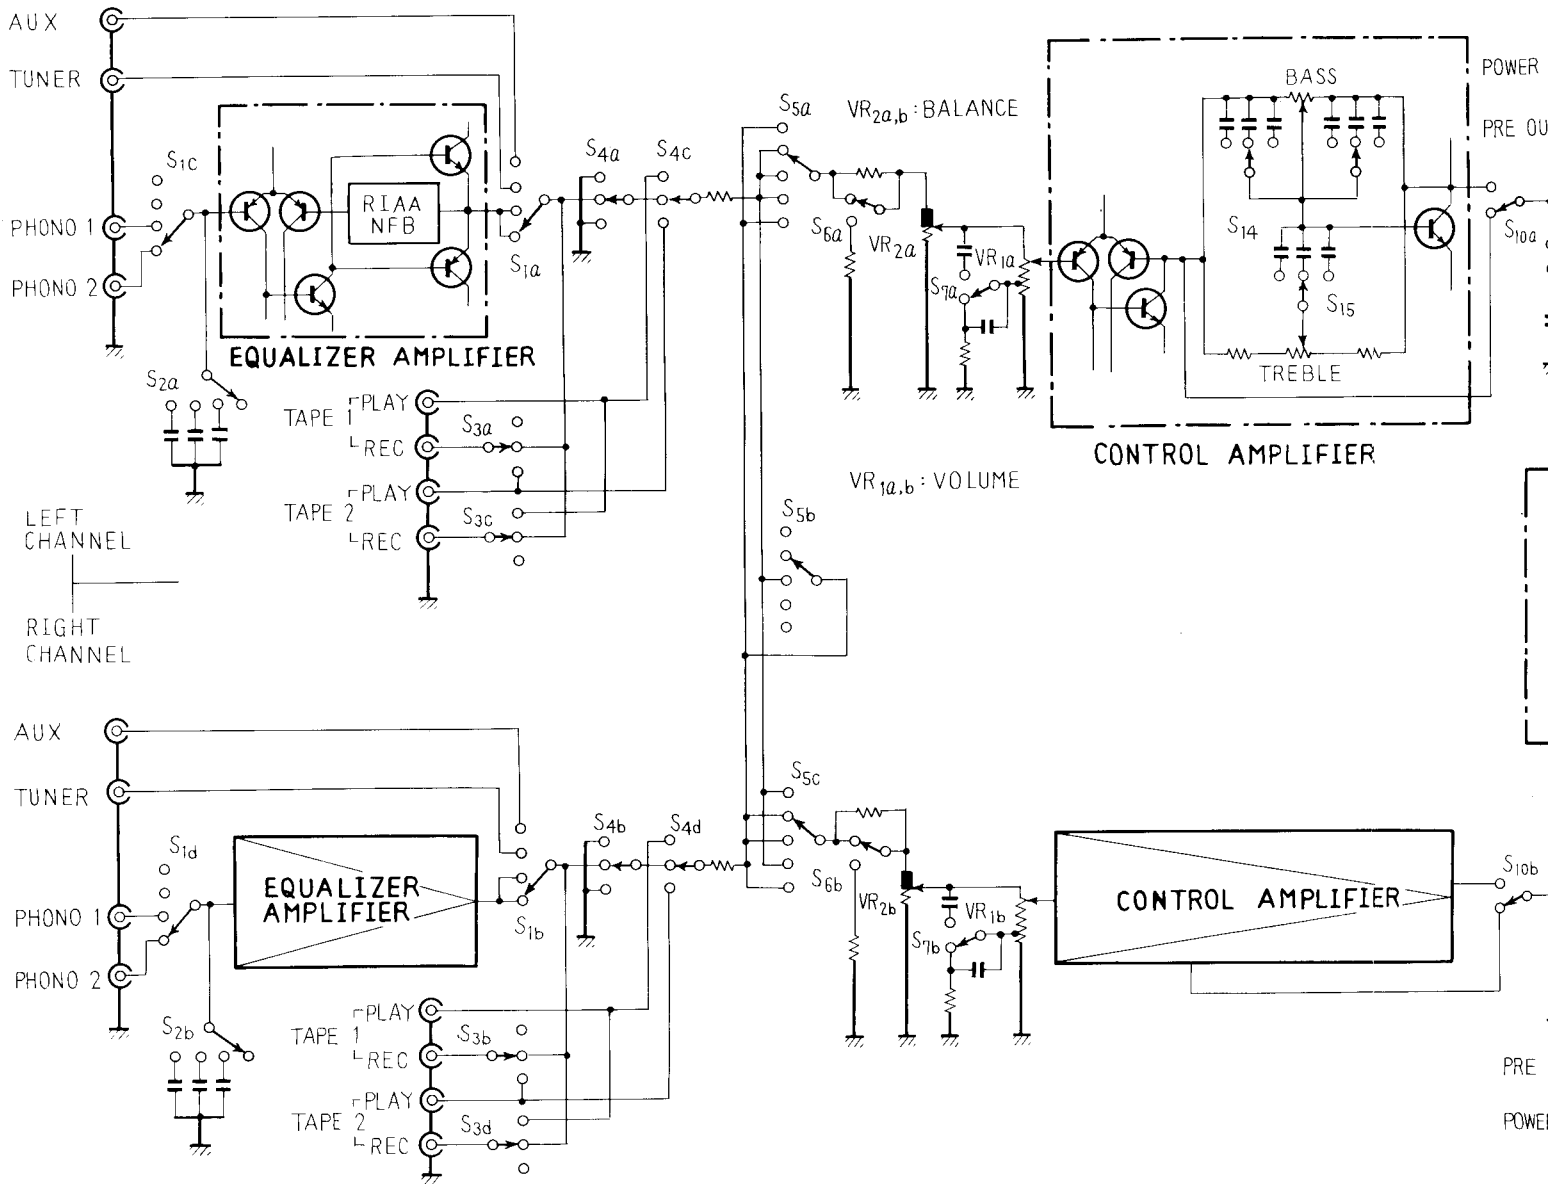 AUX
TUNER
PHONO 1
PHONO 2
S1c
EQUALIZER AMPLIFIER
RIAA
NFB
S1a
S2a
S4a
S4c
TAPE 1
PLAY
REC
S3a
TAPE 2
PLAY
REC
S3c
LEFT
CHANNEL
RIGHT
CHANNEL
S5a
VR2a,b : BALANCE
S6a
VR2a
VR1a
S7a
VR1a,b : VOLUME
S5b
BASS
S14
S15
TREBLE
CONTROL AMPLIFIER
POWER
PRE OU
S10a
AUX
TUNER
PHONO 1
PHONO 2
S1d
EQUALIZER
AMPLIFIER
S1b
S2b
S4b
S4d
TAPE 1
PLAY
REC
S3b
TAPE 2
PLAY
REC
S3d
S5c
S6b
VR2b
VR1b
S7b
CONTROL AMPLIFIER
S10b
PRE
POWER